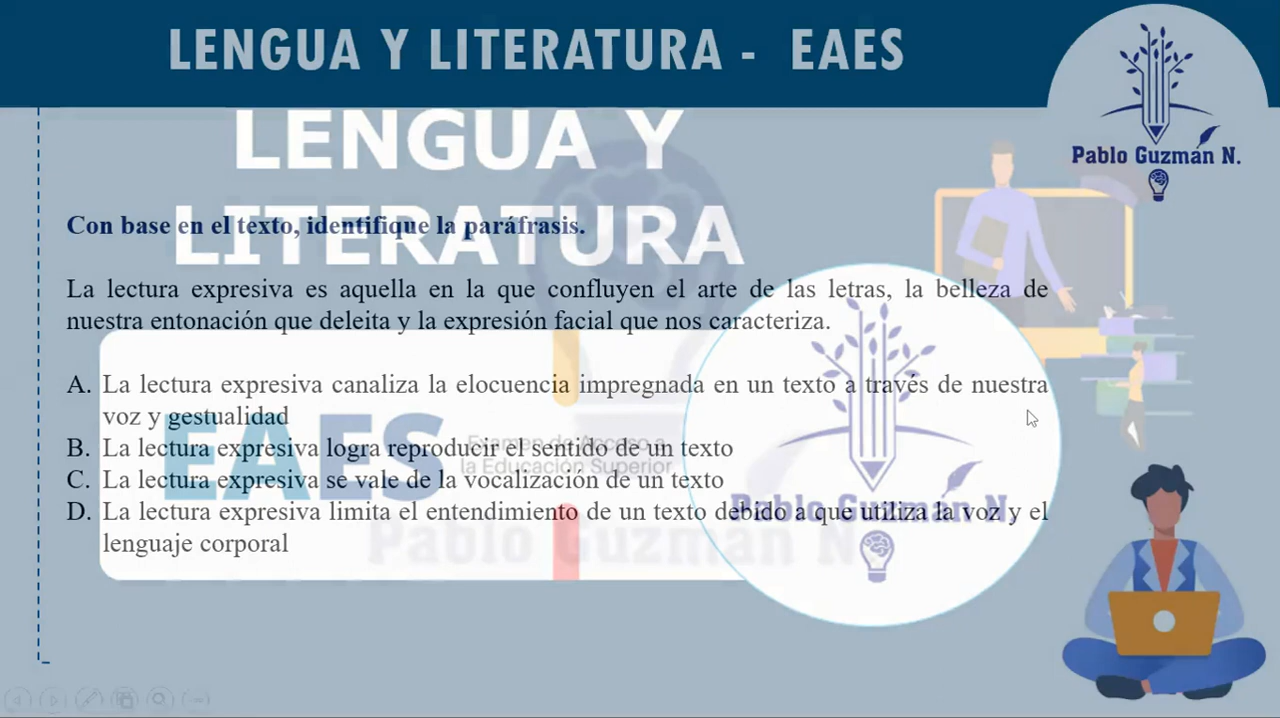 LENGUA Y LITERATURA - EAES
Pablo Guzmán N.
LENGUA Y
LITERATURA
Con base en el texto, identifique la paráfrasis.
La lectura expresiva es aquella en la que confluyen el arte de las letras, la belleza de
nuestra entonación que deleita y la expresión facial que nos caracteriza.
A. La lectura expresiva canaliza la elocuencia impregnada en un texto a través de nuestra
voz y gestualidad
B. La lectura expresiva logra reproducir el sentido de un texto
C. La lectura expresiva se vale de la vocalización de un texto
D. La lectura expresiva limita el entendimiento de un texto debido a que utiliza la voz y el
lenguaje corporal
EAES
Examen de Acceso a
la Educación Superior
Pablo Guzmán N.
Pablo Guzman N.